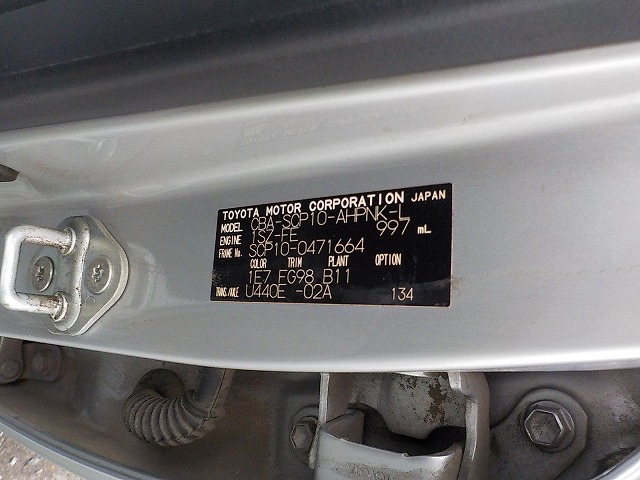 TOYOTA MOTOR CORPORATION JAPAN
MODEL CBA-SCP10-AHPNK-L
ENGINE 1SZ-FE 997 mL
FRAME No. SCP10-0471664
COLOR TRIM PLANT OPTION
1E7 FG98 B11
TRANS./AXLE U440E -02A 134